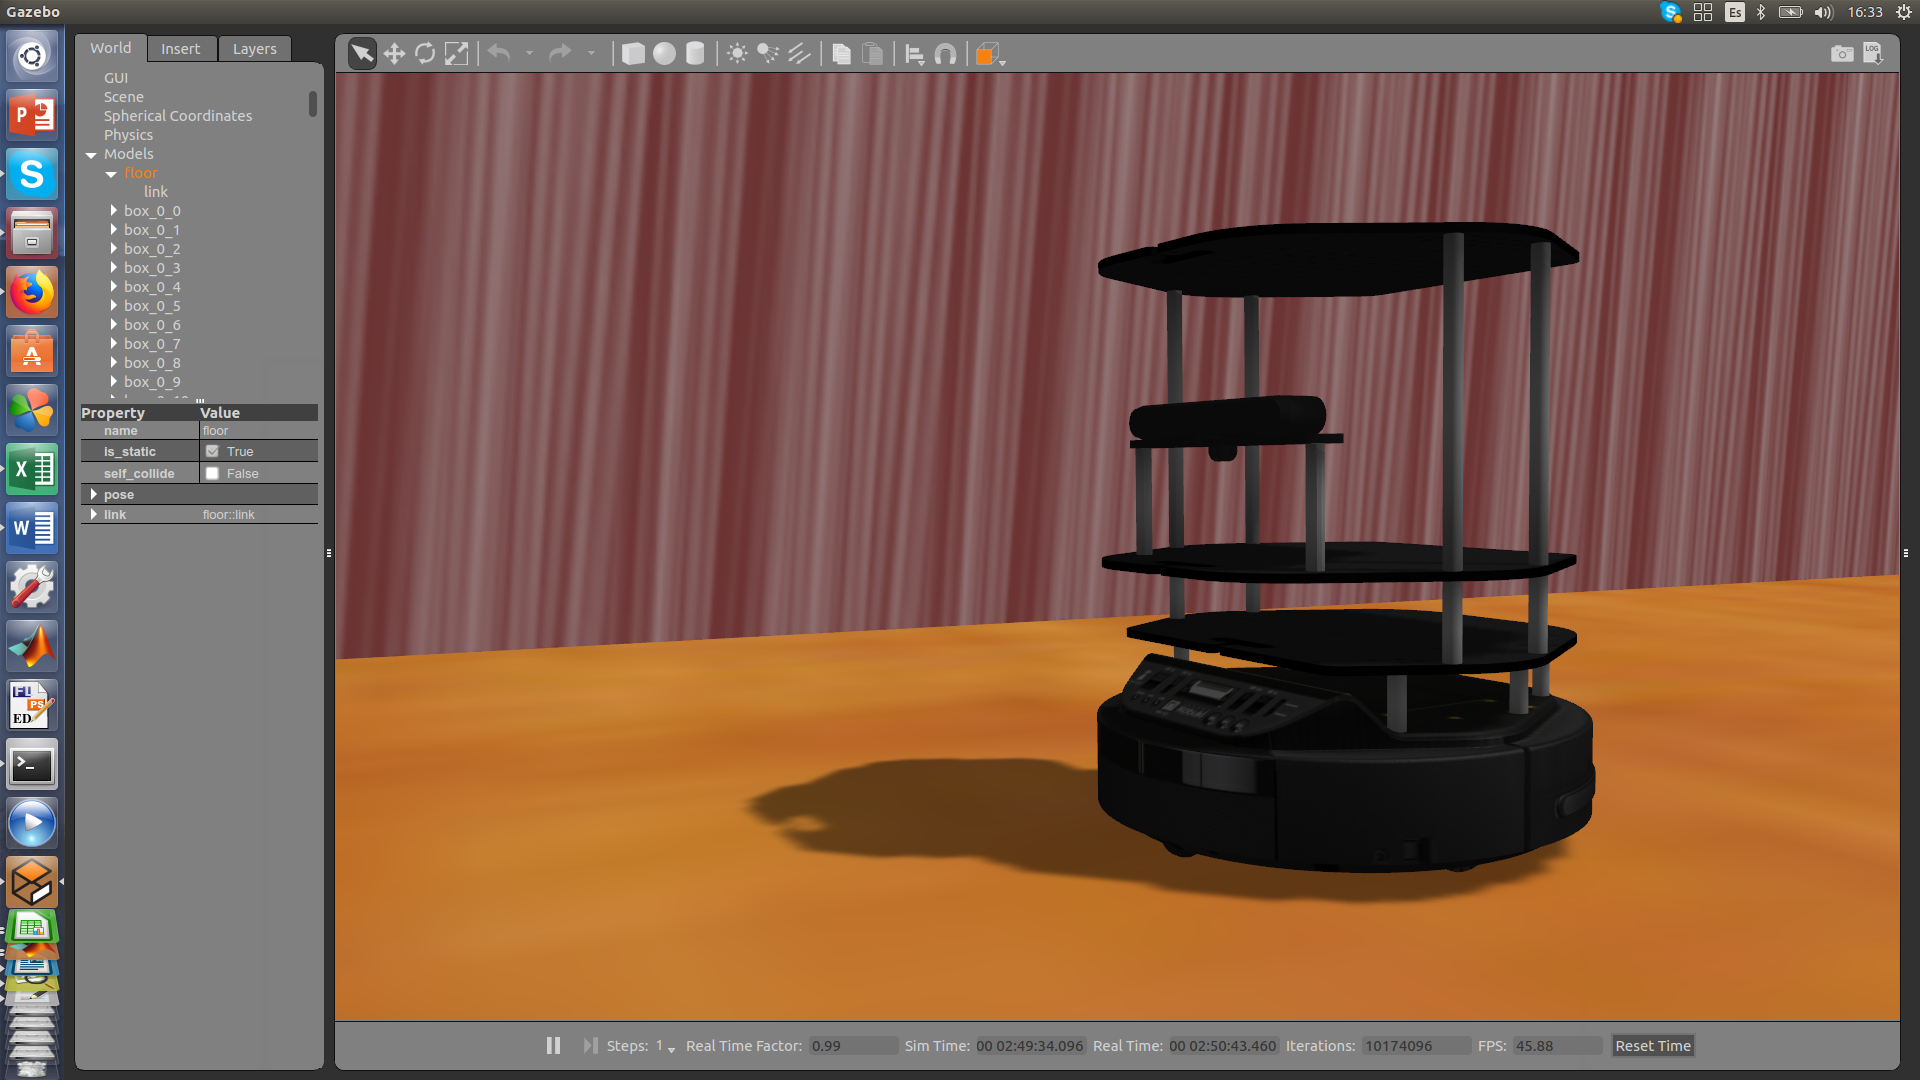 Gazebo
Es
16:33
World
Insert
Layers
LOG
GUI
Scene
Spherical Coordinates
Physics
Models
floor
link
box_0_0
box_0_1
box_0_2
box_0_3
box_0_4
box_0_5
box_0_6
box_0_7
box_0_8
box_0_9
Property Value
name floor
is_static True
self_collide False
pose
link floor::link
Steps: 1
Real Time Factor: 0.99
Sim Time: 00 02:49:34.096
Real Time: 00 02:50:43.460
Iterations: 10174096
FPS: 45.88
Reset Time